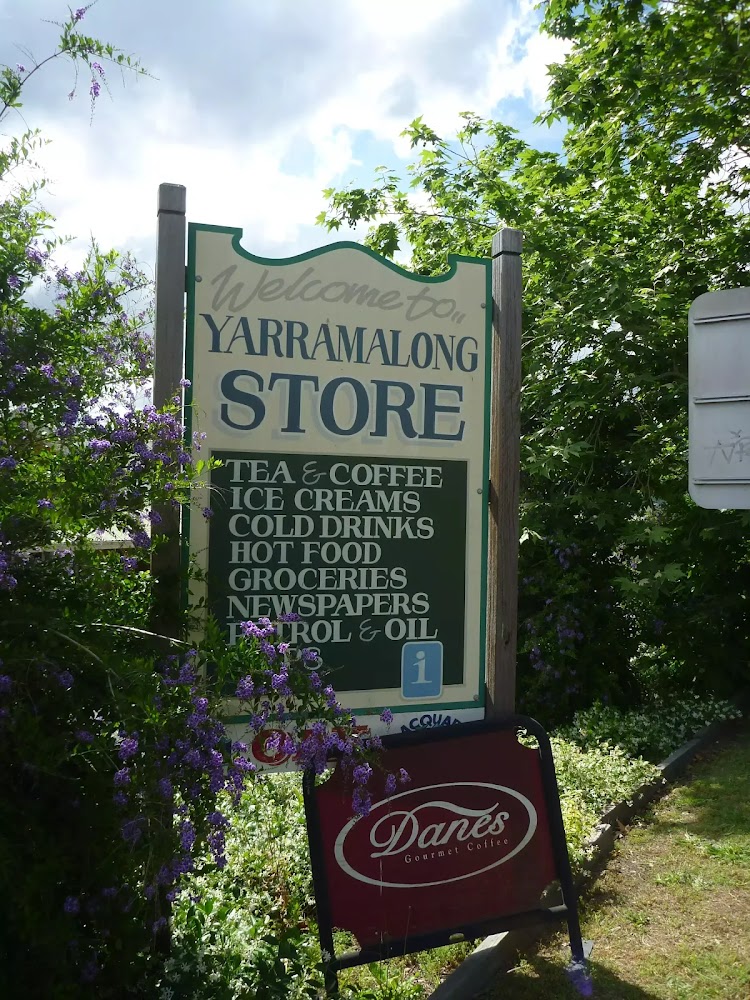 Welcome to..
YARRAMALONG
STORE
TEA & COFFEE
ICE CREAMS
COLD DRINKS
HOT FOOD
GROCERIES
NEWSPAPERS
PETROL & OIL
i
Danes
Gourmet Coffee